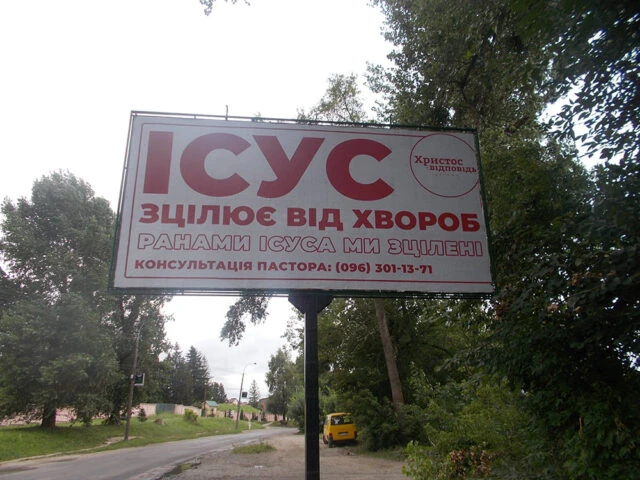 ІСУС
Христос
відповідь
ЗЦІЛЮЄ ВІД ХВОРОБ
РАНАМИ ІСУСА МИ ЗЦІЛЕНІ
КОНСУЛЬТАЦІЯ ПАСТОРА: (096) 301-13-71